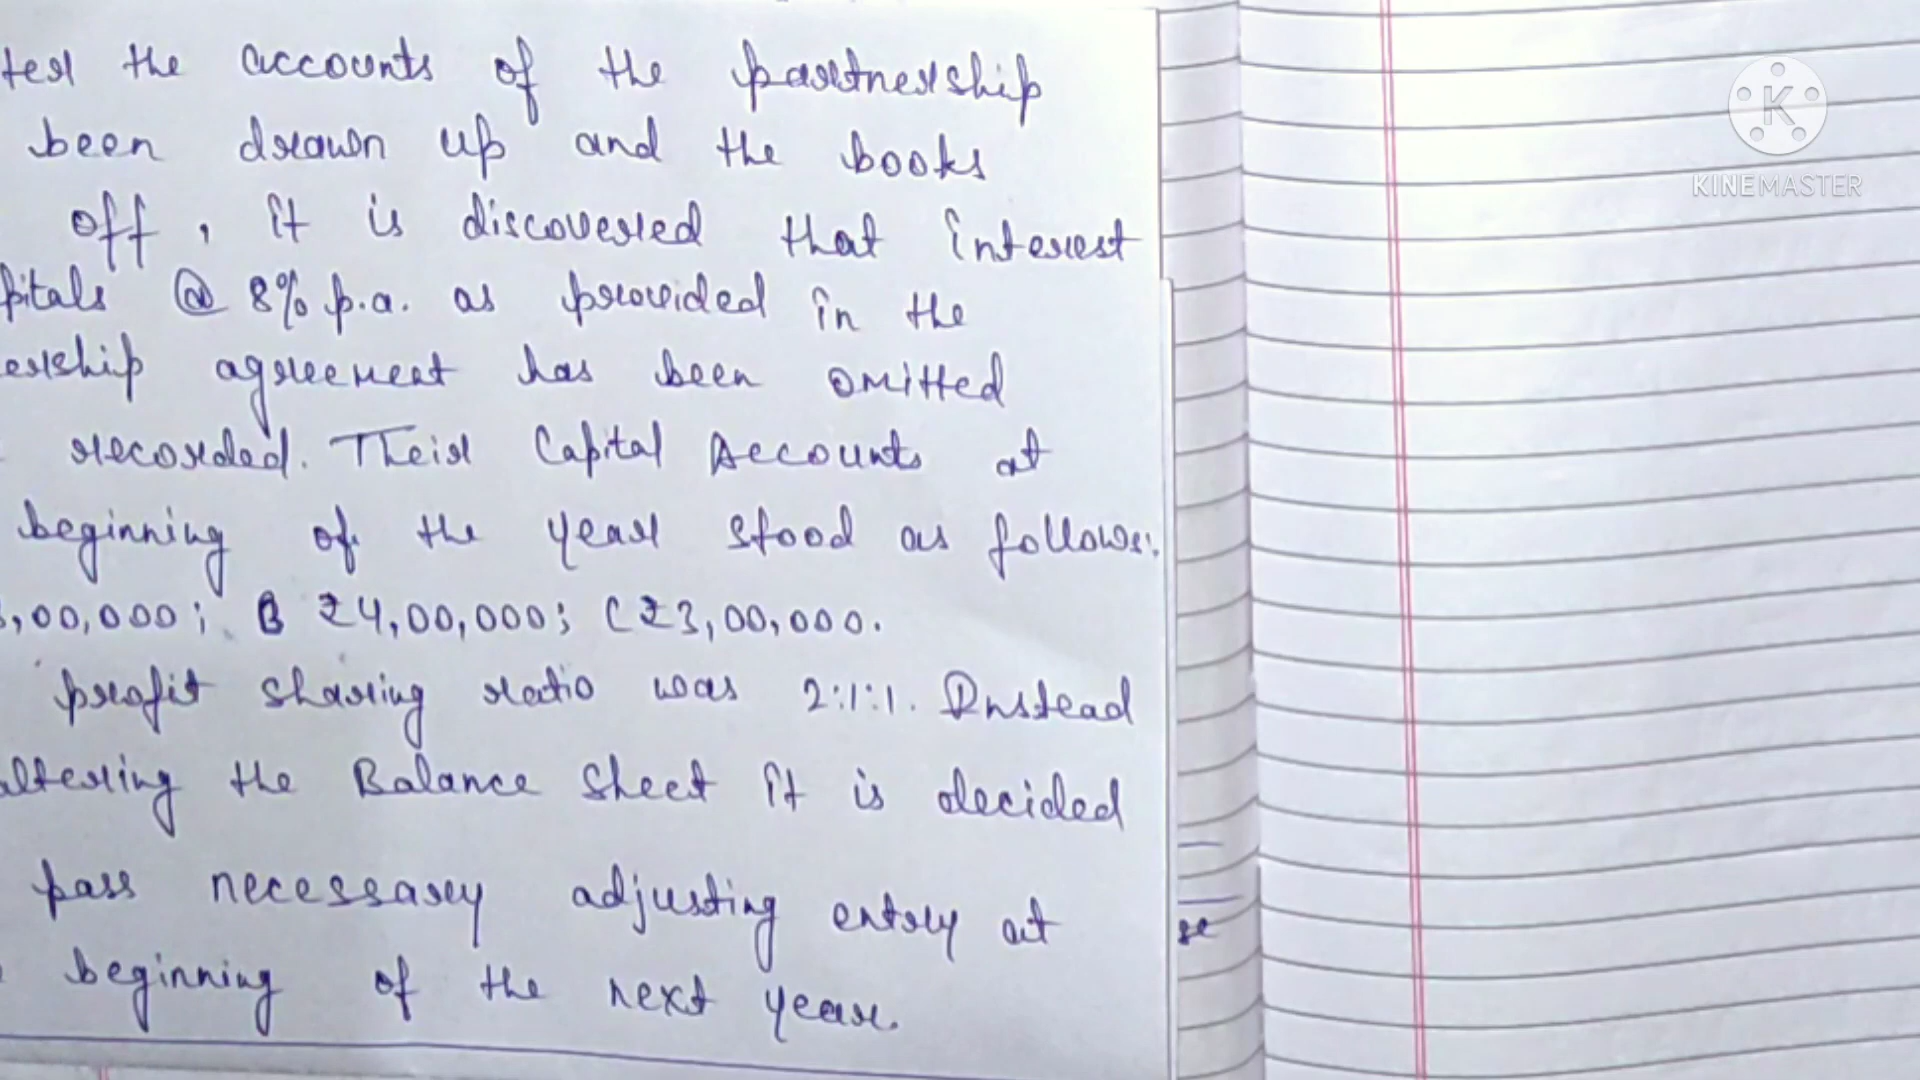 ter the accounts of the partnership
been drawn up and the books
off, it is discovered that interest
pitals @ 8% p.a. as provided in the
ership agreement has been omitted
recorded. Their Capital Accounts at
beginning of the year stood as follows:
,00,000; B ₹4,00,000; C ₹3,00,000.
profit sharing ratio was 2:1:1. Instead
altering the Balance Sheet it is decided
pass necessary adjusting entry at
beginning of the next year.
se
KINEMASTER